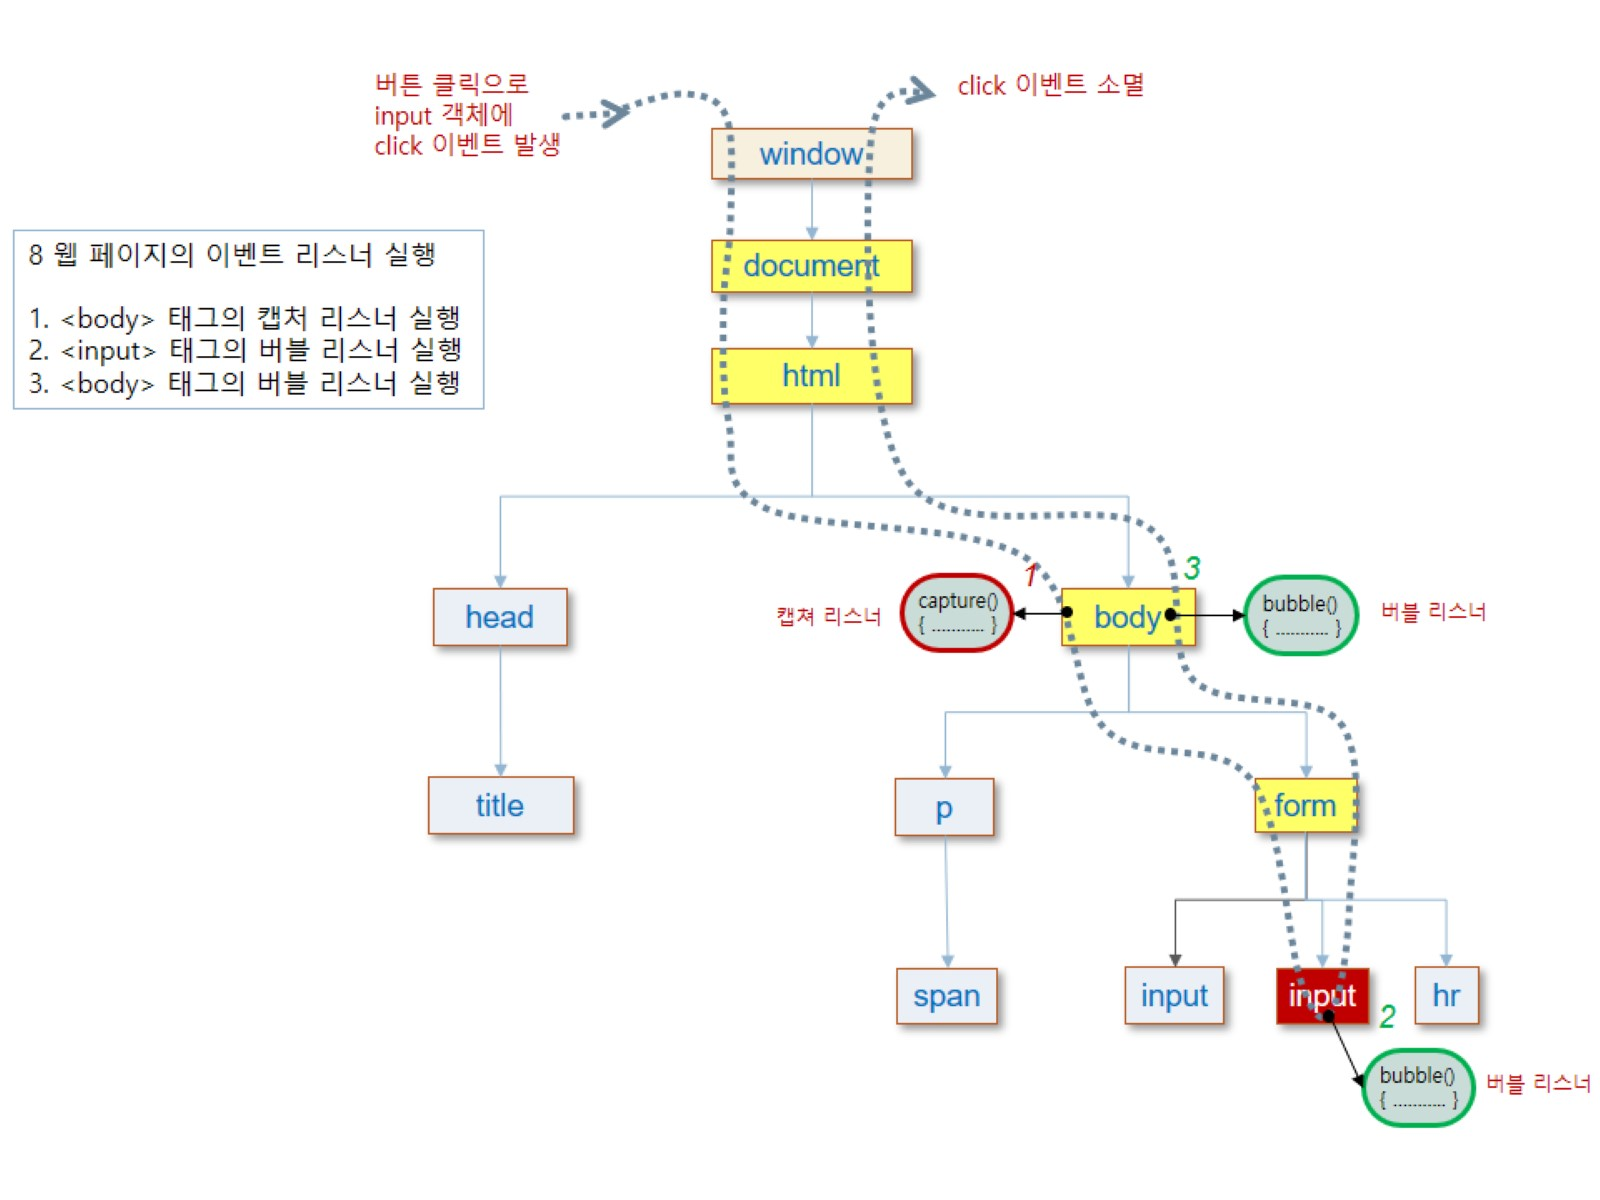 버튼 클릭으로
input 객체에
click 이벤트 발생
click 이벤트 소멸
window
8 웹 페이지의 이벤트 리스너 실행
1. <body> 태그의 캡처 리스너 실행
2. <input> 태그의 버블 리스너 실행
3. <body> 태그의 버블 리스너 실행
document
html
head
캡쳐 리스너
capture()
{ ........... }
1
body
3
bubble()
{ ........... }
버블 리스너
title
p
form
span
input
input
2
hr
bubble()
{ ........... }
버블 리스너